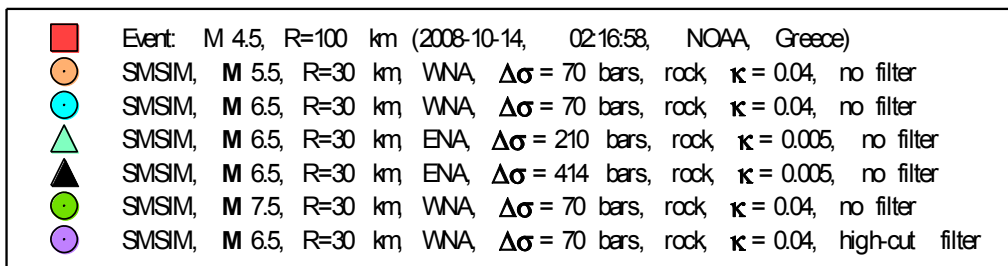 Event: M 4.5, R=100 km (2008-10-14, 02:16:58, NOAA, Greece)
SMSIM, M 5.5, R=30 km, WNA, Δσ = 70 bars, rock, κ = 0.04, no filter
SMSIM, M 6.5, R=30 km, WNA, Δσ = 70 bars, rock, κ = 0.04, no filter
SMSIM, M 6.5, R=30 km, ENA, Δσ = 210 bars, rock, κ = 0.005, no filter
SMSIM, M 6.5, R=30 km, ENA, Δσ = 414 bars, rock, κ = 0.005, no filter
SMSIM, M 7.5, R=30 km, WNA, Δσ = 70 bars, rock, κ = 0.04, no filter
SMSIM, M 6.5, R=30 km, WNA, Δσ = 70 bars, rock, κ = 0.04, high-cut filter